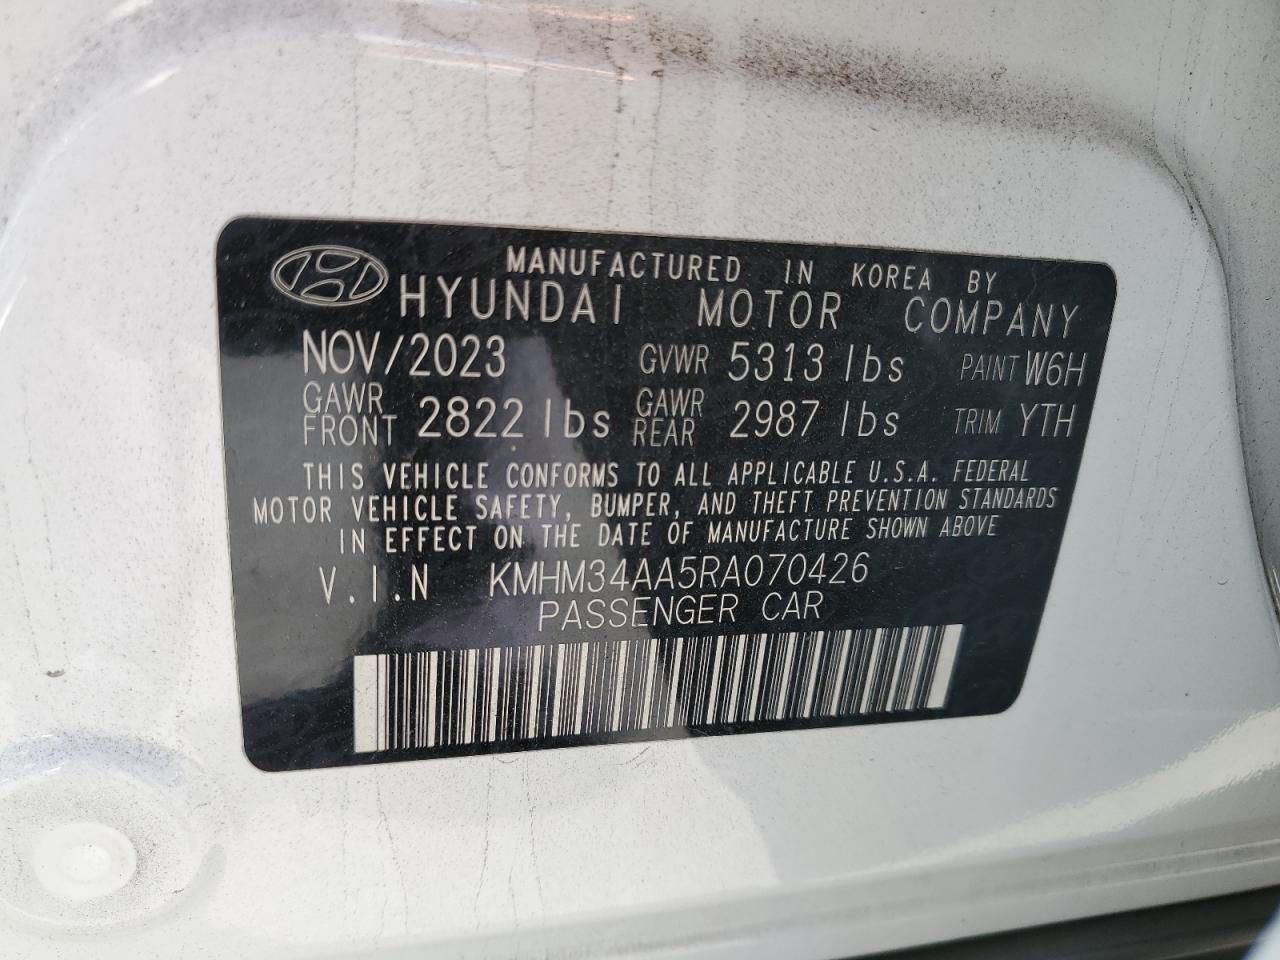 MANUFACTURED IN KOREA BY
HYUNDAI MOTOR COMPANY
NOV/2023 GVWR 5313 lbs PAINT W6H
GAWR FRONT 2822 lbs GAWR REAR 2987 lbs TRIM YTH
THIS VEHICLE CONFORMS TO ALL APPLICABLE U.S.A. FEDERAL
MOTOR VEHICLE SAFETY, BUMPER, AND THEFT PREVENTION STANDARDS
IN EFFECT ON THE DATE OF MANUFACTURE SHOWN ABOVE
V.I.N KMHM34AA5RA070426
PASSENGER CAR